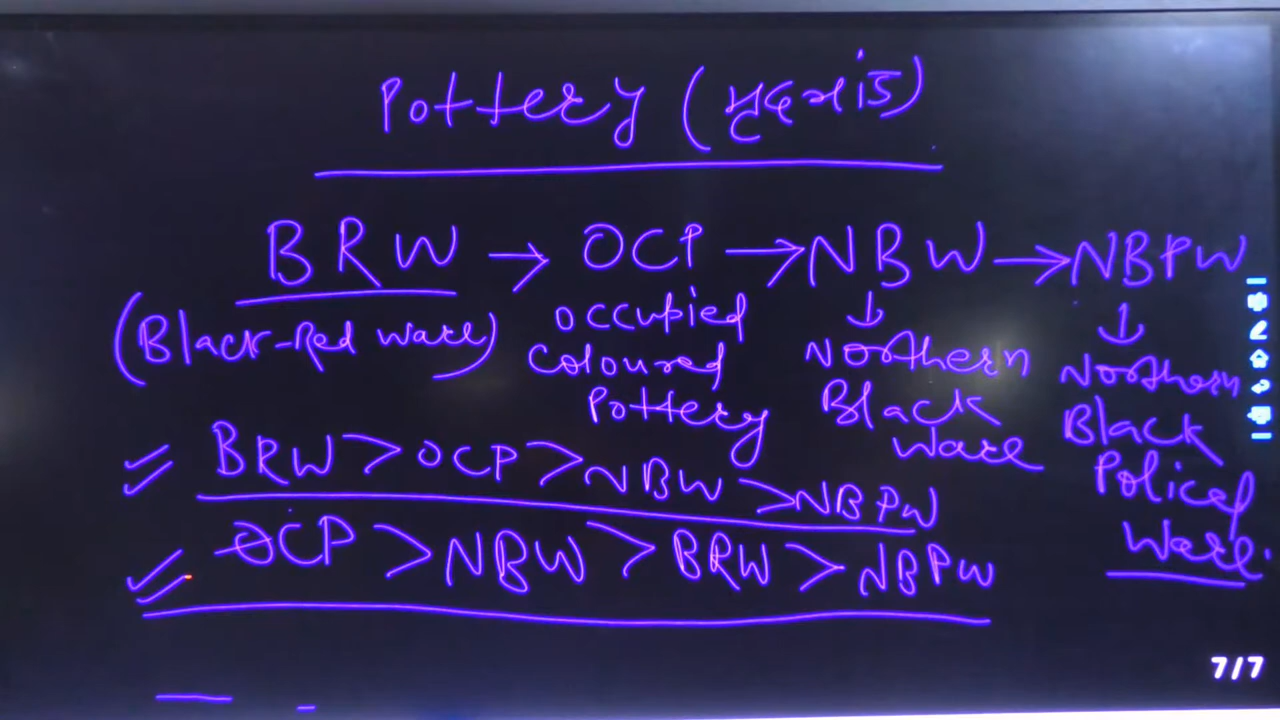 Pottery (मृदभांड)
BRW → OCP → NBW → NBPW
(Black-Red ware)
occupied
coloured
Pottery
↓
Northern
Black
ware
↓
Northern
Black
Policed
ware.
BRW > OCP > NBW > NBPW
OCP > NBW > BRW > NBPW
7/7